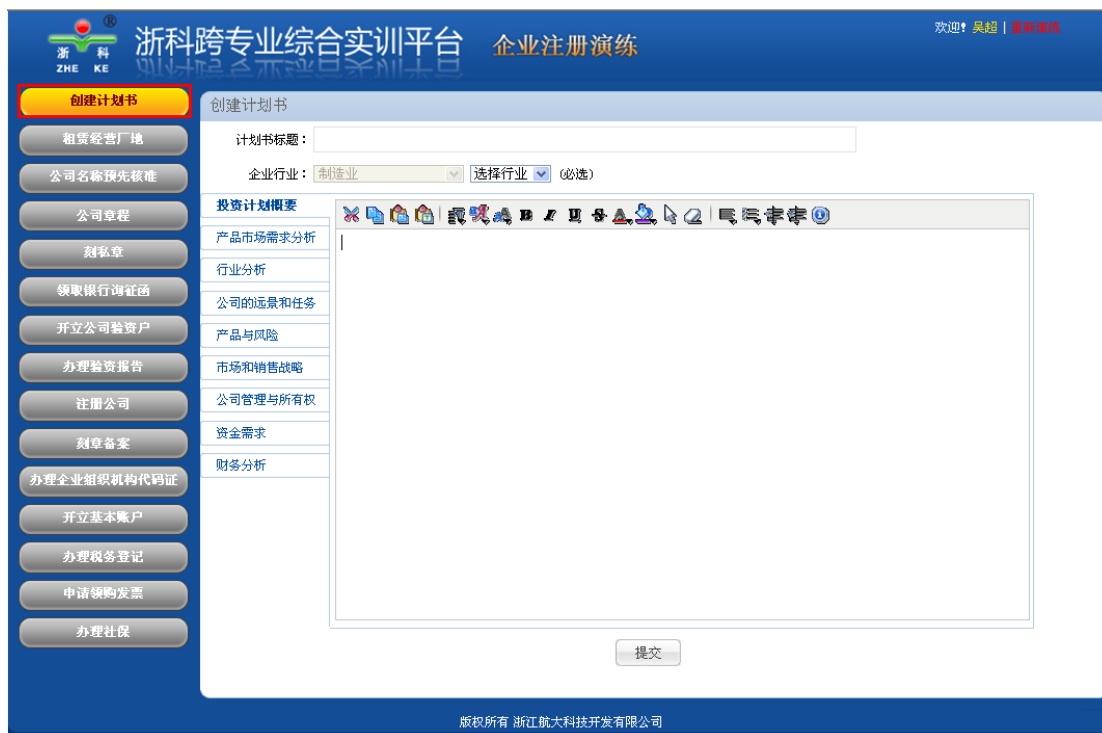 ®
浙 科
ZHE KE
浙科跨专业综合实训平台
企业注册演练
欢迎! 吴超 | 重新演练
创建计划书
租赁经营厂地
公司名称预先核准
公司章程
刻私章
领取银行询征函
开立公司验资户
办理验资报告
注册公司
刻章备案
办理企业组织机构代码证
开立基本账户
办理税务登记
申请领购发票
办理社保
创建计划书
计划书标题:
企业行业: 制造业 选择行业 (必选)
投资计划概要
产品市场需求分析
行业分析
公司的远景和任务
产品与风险
市场和销售战略
公司管理与所有权
资金需求
财务分析
B I U
提交
版权所有 浙江航大科技开发有限公司